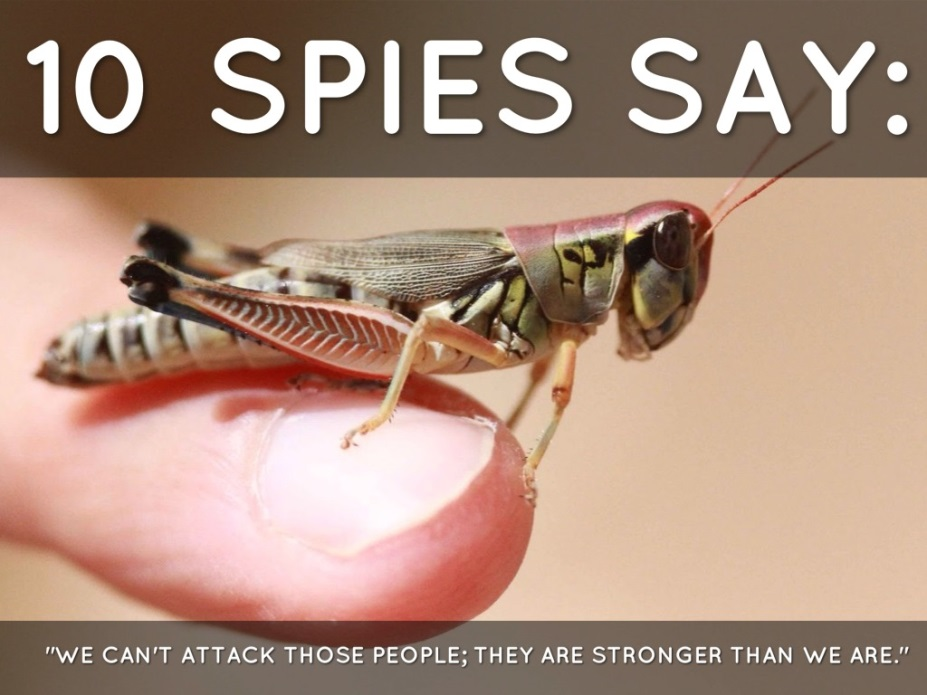 10 SPIES SAY:
"WE CAN'T ATTACK THOSE PEOPLE; THEY ARE STRONGER THAN WE ARE."